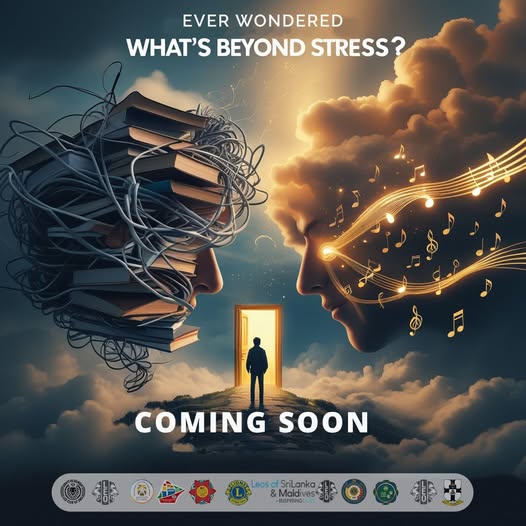 EVER WONDERED
WHAT'S BEYOND STRESS?
COMING SOON
Leos of SriLanka
& Maldives